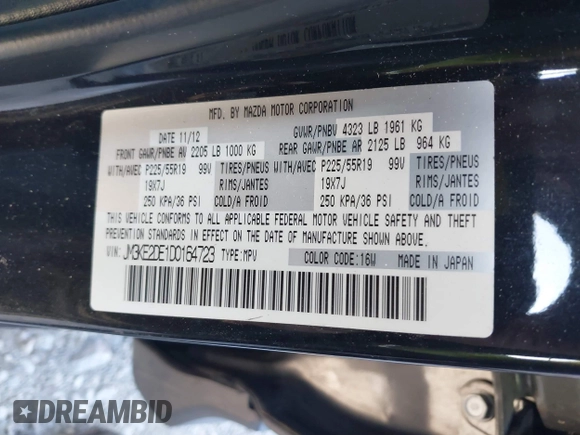 MFD. BY MAZDA MOTOR CORPORATION
DATE 11/12 GVWR/PNBV 4323 LB 1961 KG
FRONT GAWR/PNBE AV 2205 LB 1000 KG REAR GAWR/PNBE AR 2125 LB 964 KG
WITH/AVEC P225/55R19 99V TIRES/PNEUS WITH/AVEC P225/55R19 99V TIRES/PNEUS
19X7J RIMS/JANTES 19X7J RIMS/JANTES
250 KPA/36 PSI COLD/A FROID 250 KPA/36 PSI COLD/A FROID
THIS VEHICLE CONFORMS TO ALL APPLICABLE FEDERAL MOTOR VEHICLE SAFETY AND THEFT
PREVENTION STANDARDS IN EFFECT ON THE DATE OF MANUFACTURE SHOWN ABOVE.
VIN: JM3KE2DE1D0164723 TYPE:MPV COLOR CODE:16W MADE IN JAPAN
DREAMBID